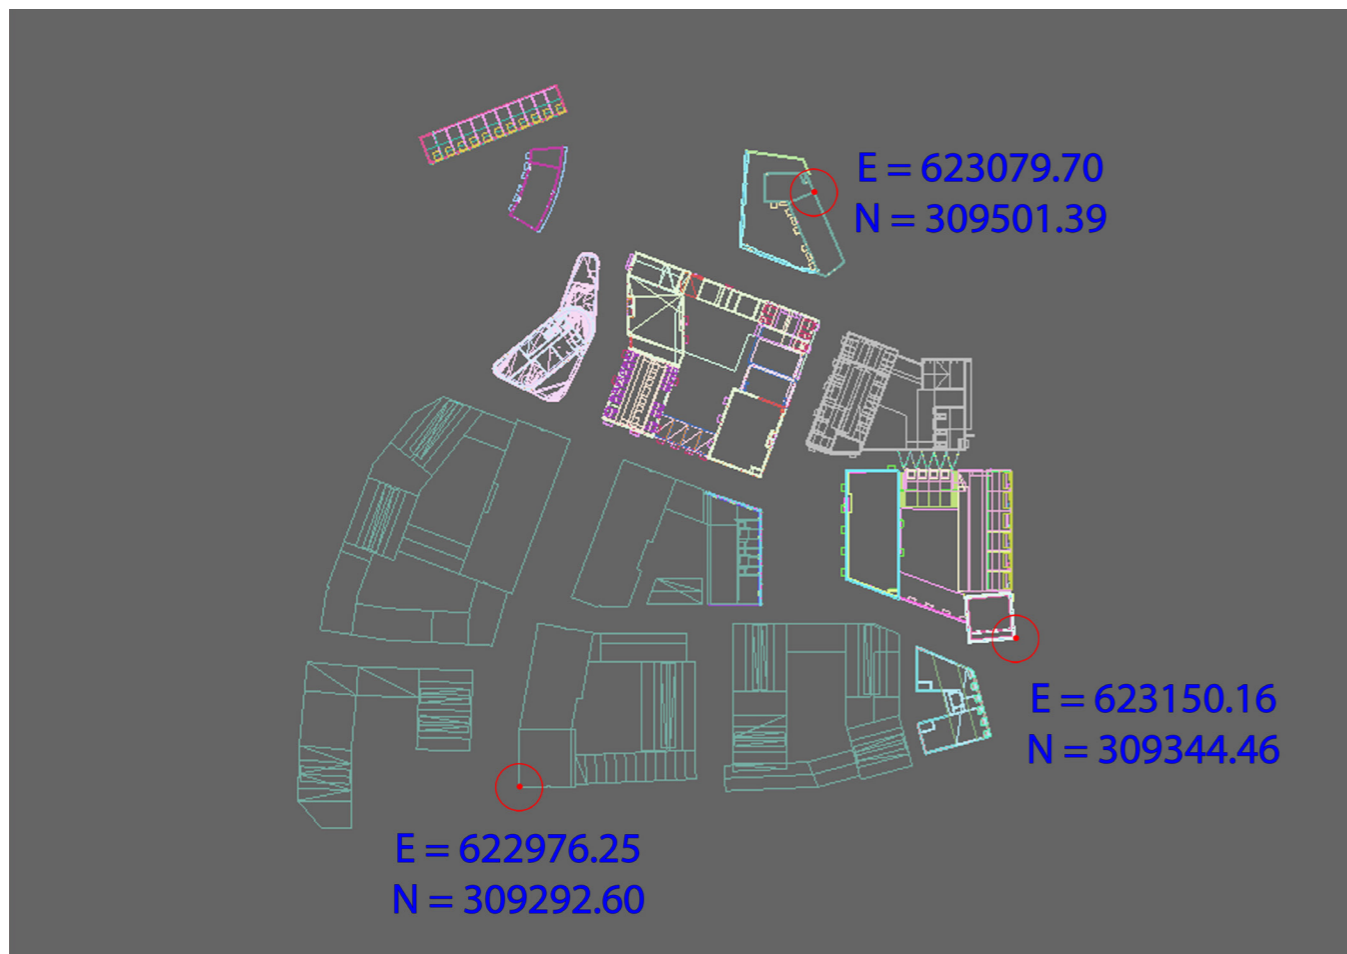 E = 623079.70
N = 309501.39
E = 623150.16
N = 309344.46
E = 622976.25
N = 309292.60